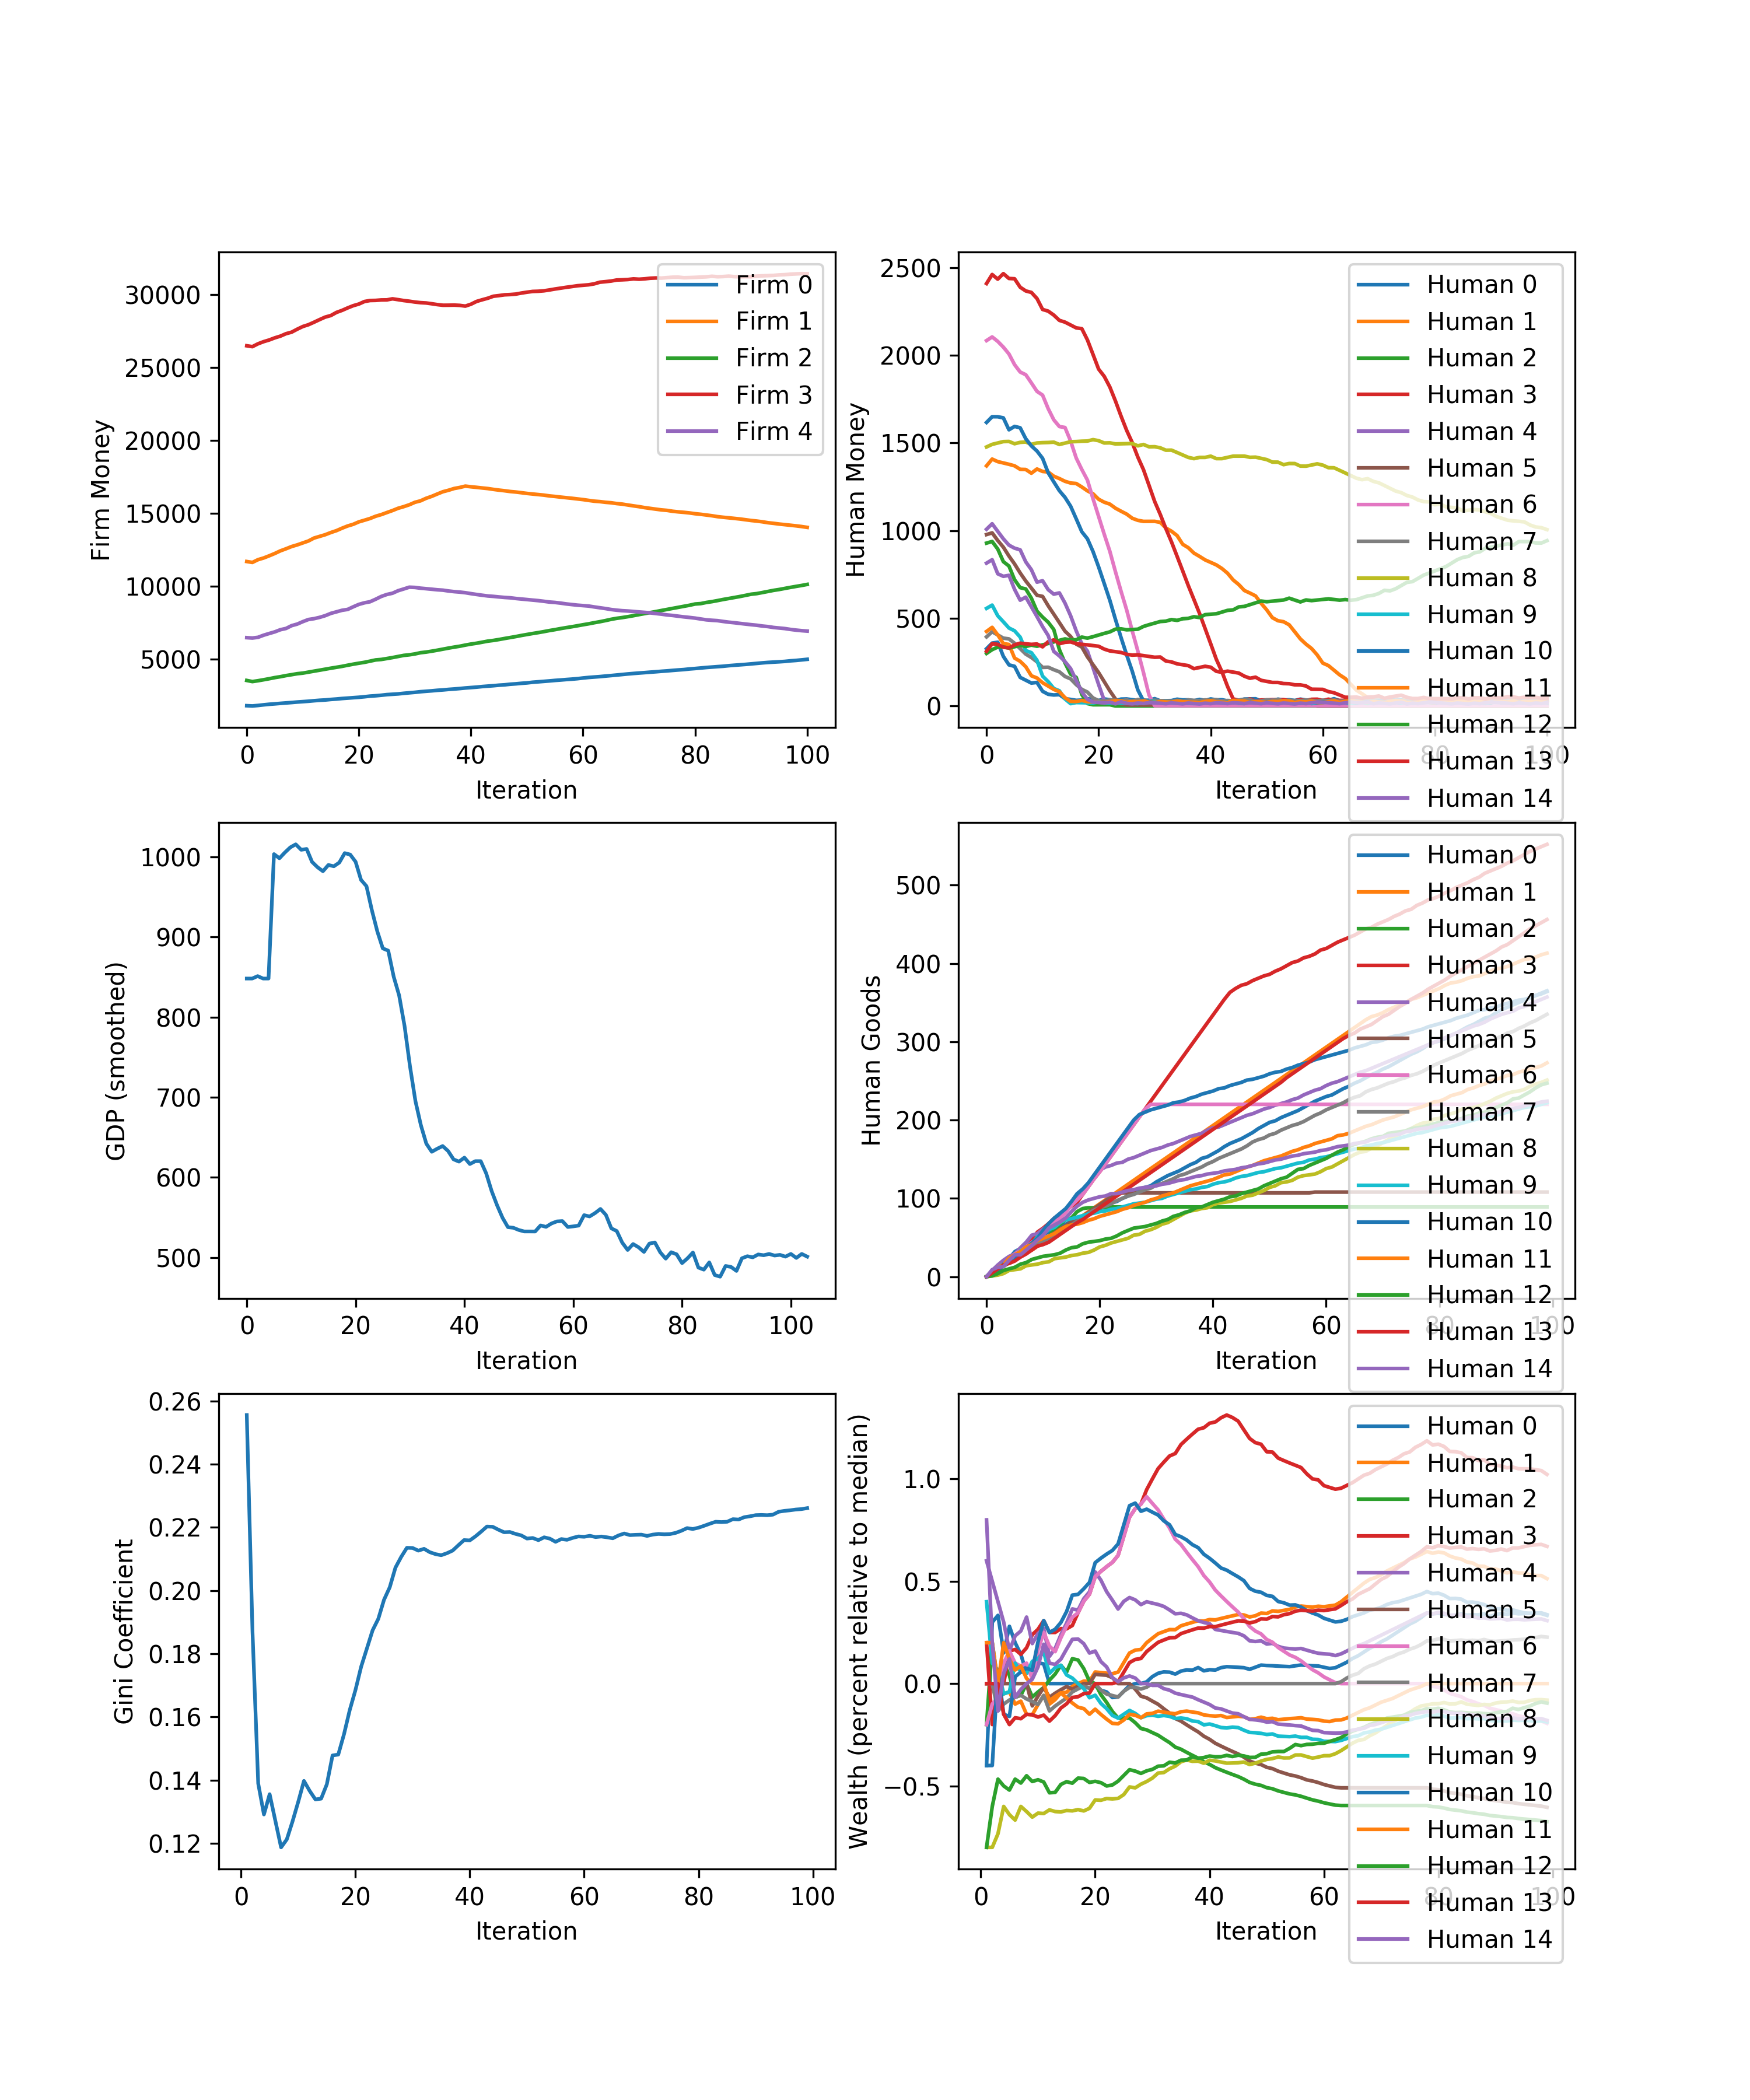 Firm Money
30000
25000
20000
15000
10000
5000
0 20 40 60 80 100
Iteration
Firm 0
Firm 1
Firm 2
Firm 3
Firm 4
Human Money
2500
2000
1500
1000
500
0
0 20 40 60 80 100
Iteration
Human 0
Human 1
Human 2
Human 3
Human 4
Human 5
Human 6
Human 7
Human 8
Human 9
Human 10
Human 11
Human 12
Human 13
Human 14
GDP (smoothed)
1000
900
800
700
600
500
0 20 40 60 80 100
Iteration
Human Goods
500
400
300
200
100
0
0 20 40 60 80 100
Iteration
Human 0
Human 1
Human 2
Human 3
Human 4
Human 5
Human 6
Human 7
Human 8
Human 9
Human 10
Human 11
Human 12
Human 13
Human 14
Gini Coefficient
0.26
0.24
0.22
0.20
0.18
0.16
0.14
0.12
0 20 40 60 80 100
Iteration
Wealth (percent relative to median)
1.0
0.5
0.0
−0.5
0 20 40 60 80 100
Iteration
Human 0
Human 1
Human 2
Human 3
Human 4
Human 5
Human 6
Human 7
Human 8
Human 9
Human 10
Human 11
Human 12
Human 13
Human 14